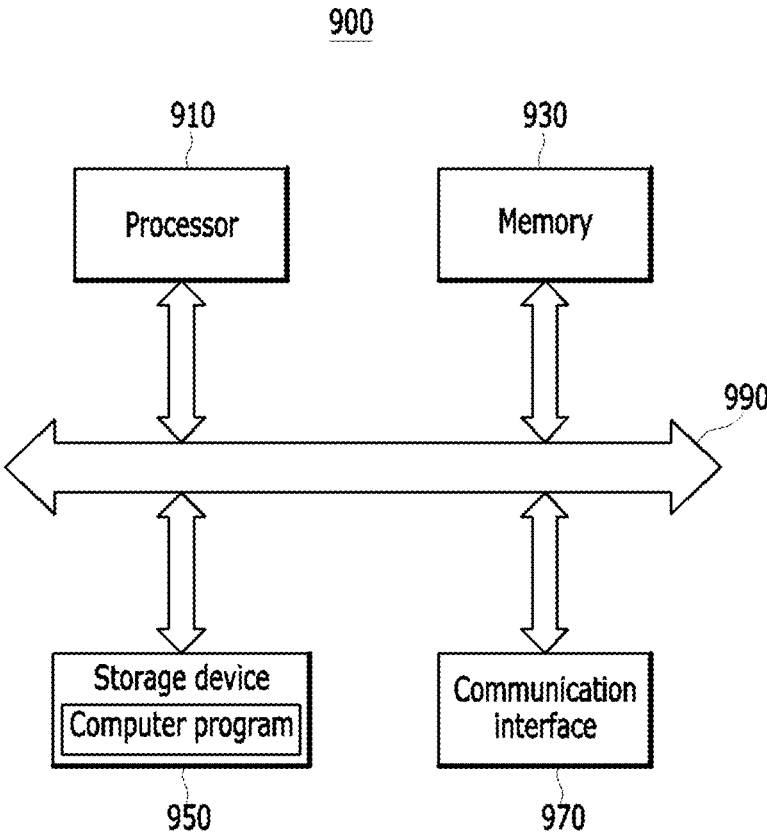 900
910
930
Processor
Memory
990
Storage device
Computer program
Communication
interface
950
970